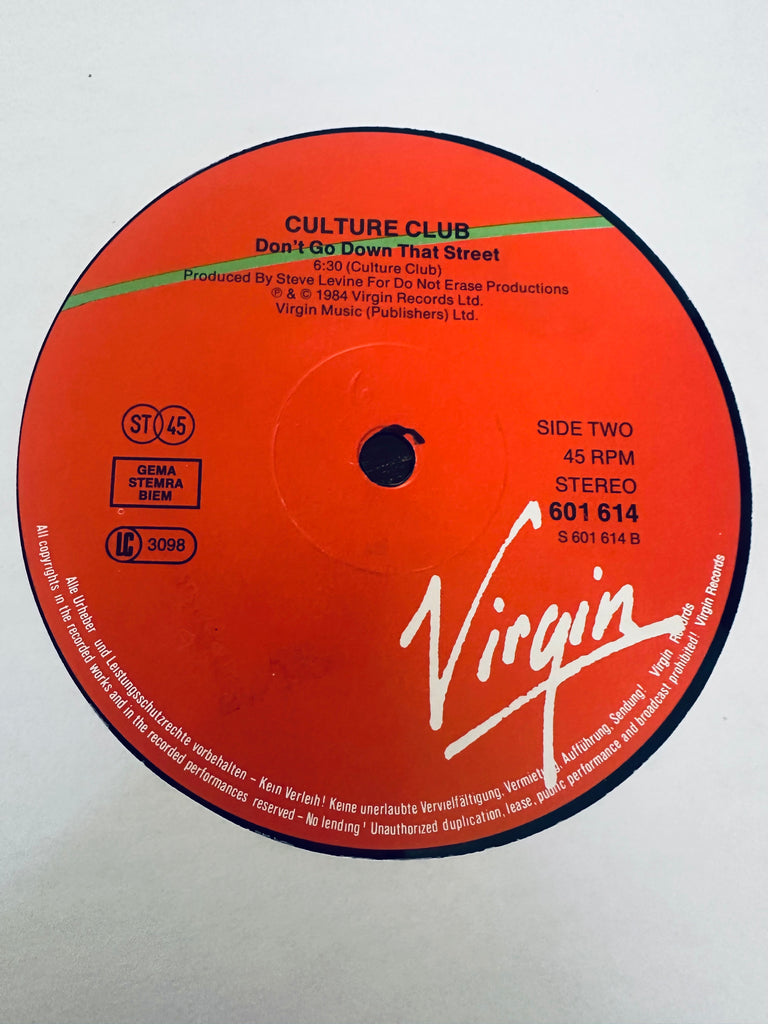 CULTURE CLUB
Don't Go Down That Street
6:30 (Culture Club)
Produced By Steve Levine For Do Not Erase Productions
℗ & © 1984 Virgin Records Ltd.
Virgin Music (Publishers) Ltd.
ST 45
GEMA
STEMRA
BIEM
LC 3098
SIDE TWO
45 RPM
STEREO
601 614
S 601 614 B
Virgin
Alle Urheber und Leistungsschutzrechte vorbehalten – Kein Verleih! Keine unerlaubte Vervielfältigung, Vermietung, Aufführung, Sendung! Virgin Records
All copyrights in the recorded works and in the recorded performances reserved – No lending! Unauthorized duplication, lease, public performance and broadcast prohibited! Virgin Records